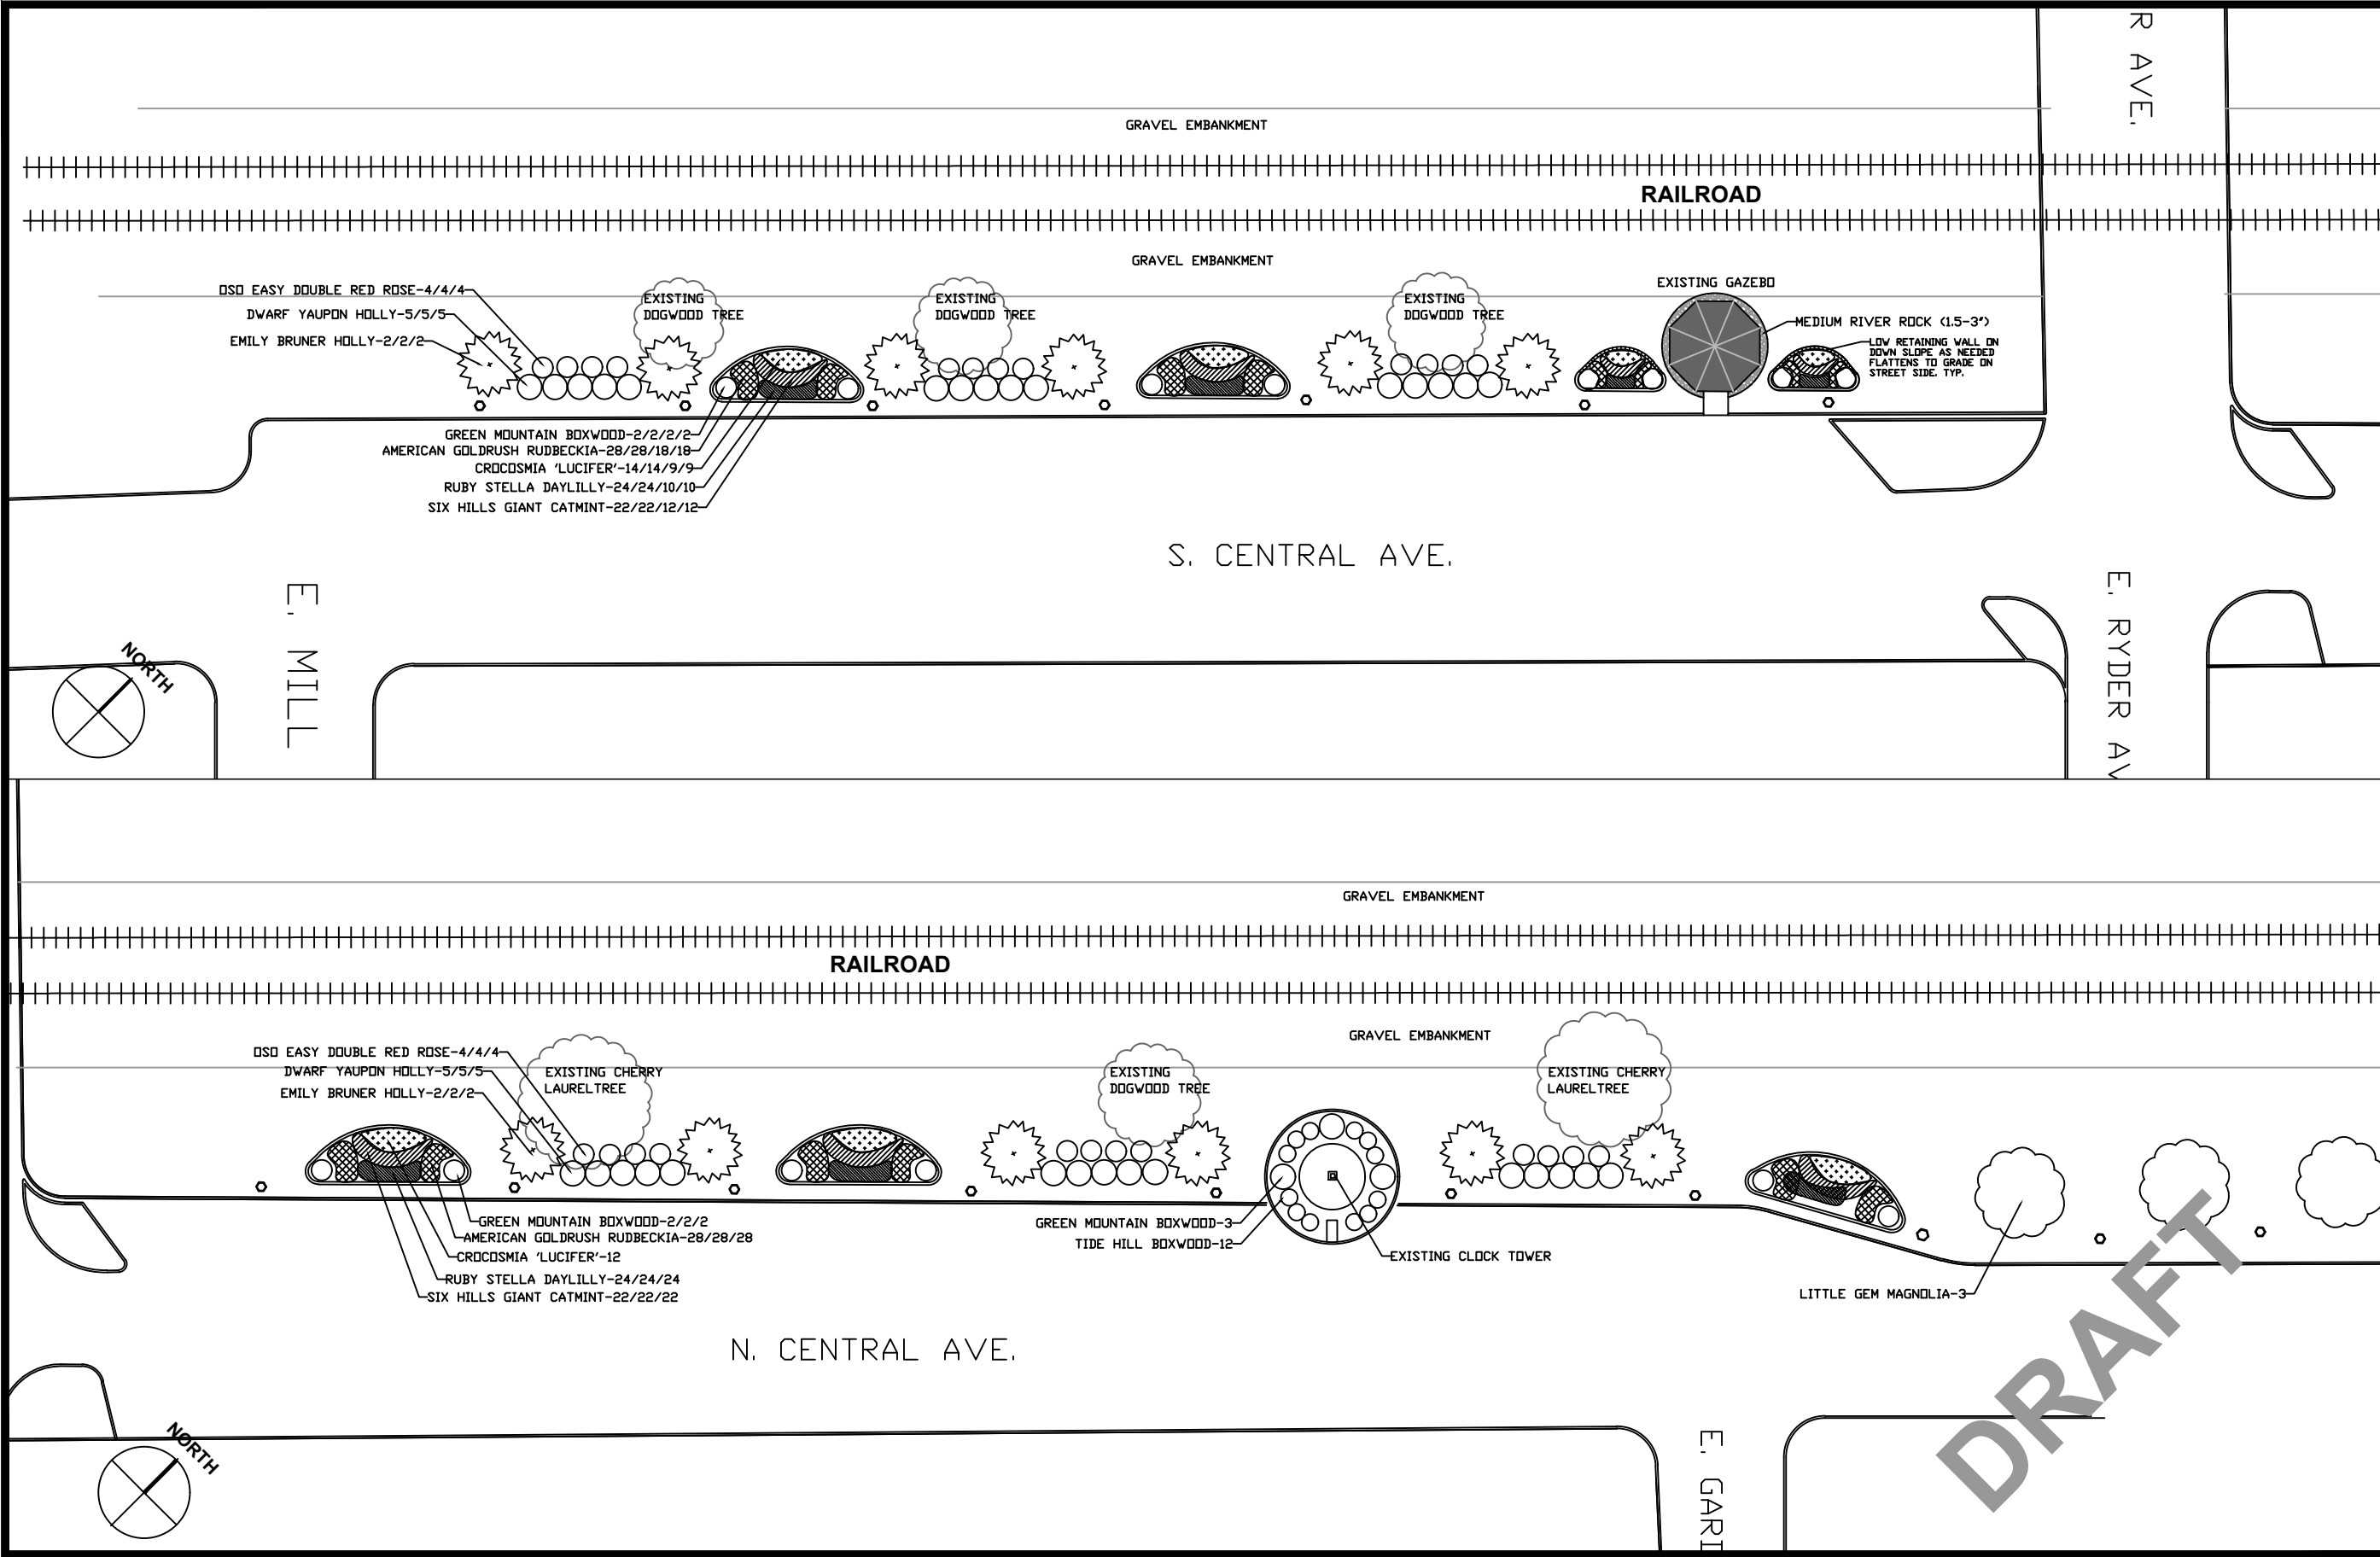 R AVE.
GRAVEL EMBANKMENT
RAILROAD
GRAVEL EMBANKMENT
OSO EASY DOUBLE RED ROSE-4/4/4
DWARF YAUPON HOLLY-5/5/5
EMILY BRUNER HOLLY-2/2/2
EXISTING
DOGWOOD TREE
EXISTING
DOGWOOD TREE
EXISTING
DOGWOOD TREE
EXISTING GAZEBO
MEDIUM RIVER ROCK (1.5-3")
LOW RETAINING WALL ON
DOWN SLOPE AS NEEDED
FLATTENS TO GRADE ON
STREET SIDE. TYP.
GREEN MOUNTAIN BOXWOOD-2/2/2/2
AMERICAN GOLDRUSH RUDBECKIA-28/28/18/18
CROCOSMIA 'LUCIFER'-14/14/9/9
RUBY STELLA DAYLILLY-24/24/10/10
SIX HILLS GIANT CATMINT-22/22/12/12
S. CENTRAL AVE.
E. MILL
E. RYDER AV
NORTH
GRAVEL EMBANKMENT
RAILROAD
GRAVEL EMBANKMENT
OSO EASY DOUBLE RED ROSE-4/4/4
DWARF YAUPON HOLLY-5/5/5
EMILY BRUNER HOLLY-2/2/2
EXISTING CHERRY
LAURELTREE
EXISTING
DOGWOOD TREE
EXISTING CHERRY
LAURELTREE
GREEN MOUNTAIN BOXWOOD-2/2/2
AMERICAN GOLDRUSH RUDBECKIA-28/28/28
CROCOSMIA 'LUCIFER'-12
RUBY STELLA DAYLILLY-24/24/24
SIX HILLS GIANT CATMINT-22/22/22
GREEN MOUNTAIN BOXWOOD-3
TIDE HILL BOXWOOD-12
EXISTING CLOCK TOWER
LITTLE GEM MAGNOLIA-3
N. CENTRAL AVE.
NORTH
E. GARD
DRAFT